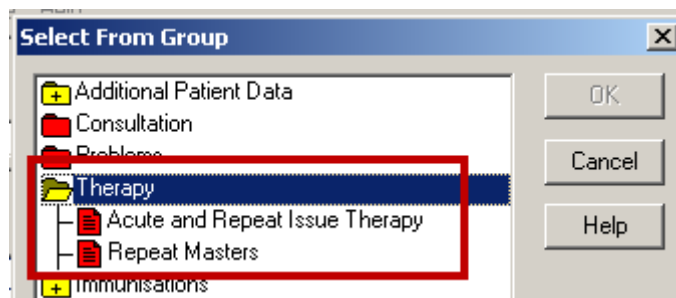 Select From Group
Additional Patient Data
OK
Consultation
Problems
Cancel
Therapy
Acute and Repeat Issue Therapy
Help
Repeat Masters
Immunisations